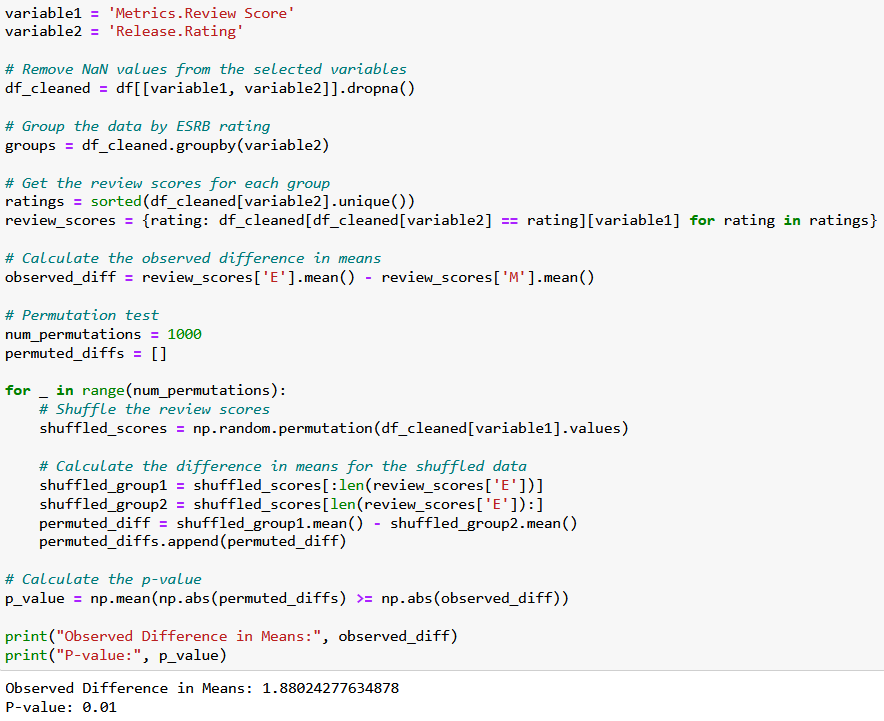 variable1 = 'Metrics.Review Score'
variable2 = 'Release.Rating'

# Remove NaN values from the selected variables
df_cleaned = df[[variable1, variable2]].dropna()

# Group the data by ESRB rating
groups = df_cleaned.groupby(variable2)

# Get the review scores for each group
ratings = sorted(df_cleaned[variable2].unique())
review_scores = {rating: df_cleaned[df_cleaned[variable2] == rating][variable1] for rating in ratings}

# Calculate the observed difference in means
observed_diff = review_scores['E'].mean() - review_scores['M'].mean()

# Permutation test
num_permutations = 1000
permuted_diffs = []

for _ in range(num_permutations):
    # Shuffle the review scores
    shuffled_scores = np.random.permutation(df_cleaned[variable1].values)

    # Calculate the difference in means for the shuffled data
    shuffled_group1 = shuffled_scores[:len(review_scores['E'])]
    shuffled_group2 = shuffled_scores[len(review_scores['E']):]
    permuted_diff = shuffled_group1.mean() - shuffled_group2.mean()
    permuted_diffs.append(permuted_diff)

# Calculate the p-value
p_value = np.mean(np.abs(permuted_diffs) >= np.abs(observed_diff))

print("Observed Difference in Means:", observed_diff)
print("P-value:", p_value)

Observed Difference in Means: 1.88024277634878
P-value: 0.01